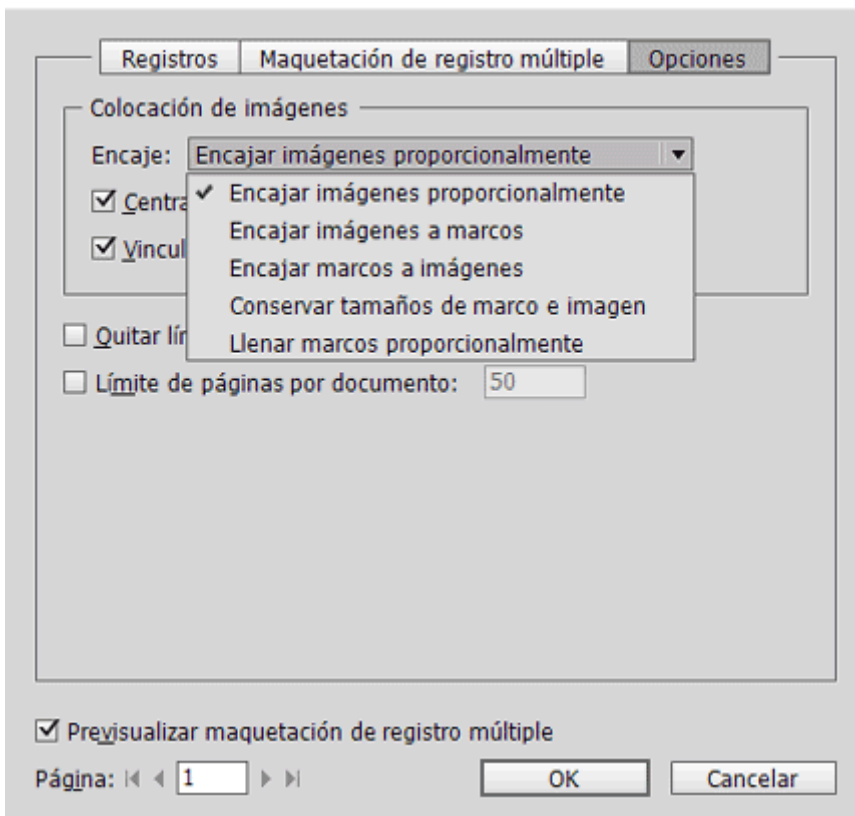 Registros Maquetación de registro múltiple Opciones
Colocación de imágenes
Encaje: Encajar imágenes proporcionalmente
Encajar imágenes proporcionalmente
Encajar imágenes a marcos
Encajar marcos a imágenes
Conservar tamaños de marco e imagen
Llenar marcos proporcionalmente
Centra
Vincul
Quitar lín
Límite de páginas por documento: 50
Previsualizar maquetación de registro múltiple
Página: 1 OK Cancelar